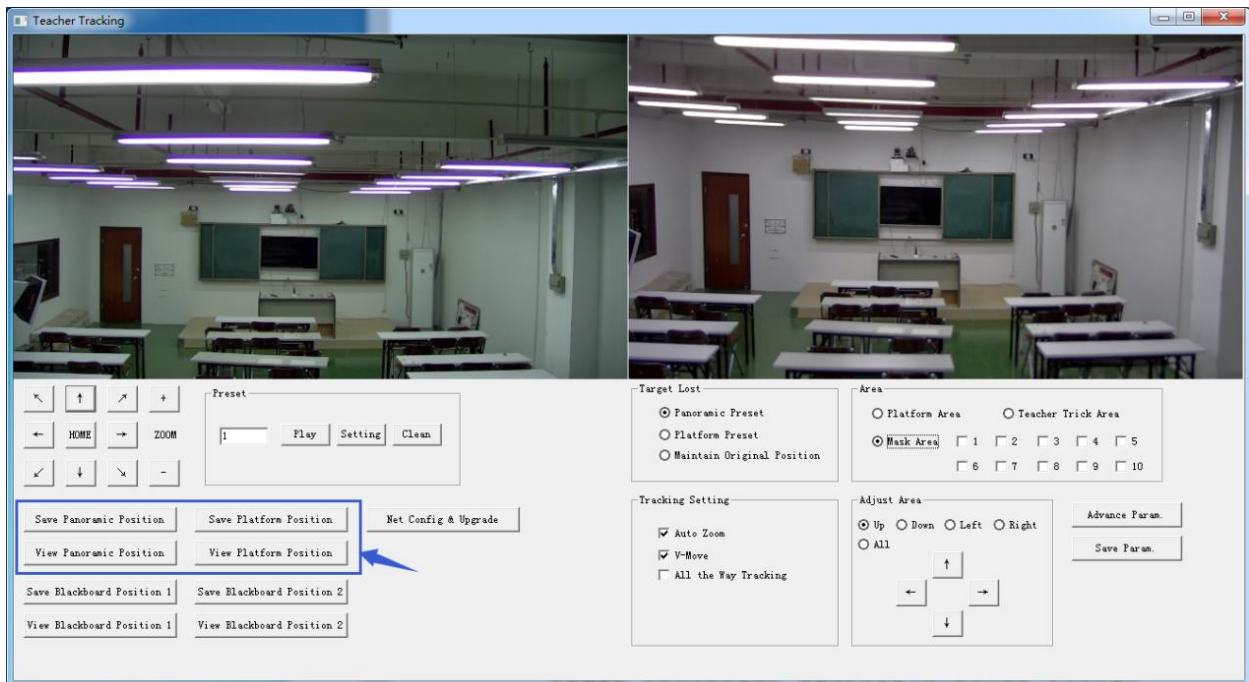 Teacher Tracking
↖ ↑ ↗ +
← HOME → ZOOM
↙ ↓ ↘ -
Preset
1 Play Setting Clean
Save Panoramic Position Save Platform Position Net Config & Upgrade
View Panoramic Position View Platform Position
Save Blackboard Position 1 Save Blackboard Position 2
View Blackboard Position 1 View Blackboard Position 2
Target Lost
Panoramic Preset
Platform Preset
Maintain Original Position
Area
Platform Area Teacher Trick Area
Mask Area 1 2 3 4 5
6 7 8 9 10
Tracking Setting
Auto Zoom
V-Move
All the Way Tracking
Adjust Area
Up Down Left Right
All
↑
← →
↓
Advance Param.
Save Param.